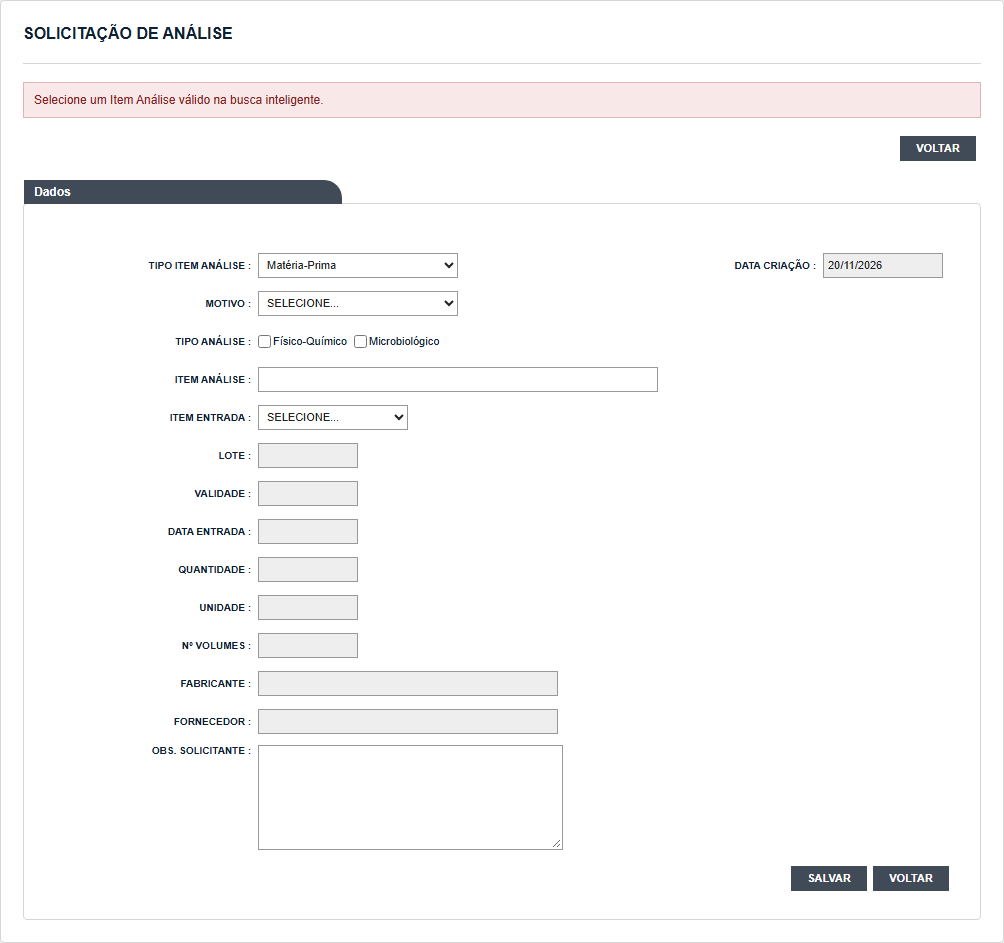 SOLICITAÇÃO DE ANÁLISE
Selecione um Item Análise válido na busca inteligente.
VOLTAR
Dados
TIPO ITEM ANÁLISE : Matéria-Prima DATA CRIAÇÃO : 20/11/2026
MOTIVO : SELECIONE...
TIPO ANÁLISE : Físico-Químico Microbiológico
ITEM ANÁLISE :
ITEM ENTRADA : SELECIONE...
LOTE :
VALIDADE :
DATA ENTRADA :
QUANTIDADE :
UNIDADE :
Nº VOLUMES :
FABRICANTE :
FORNECEDOR :
OBS. SOLICITANTE :
SALVAR VOLTAR